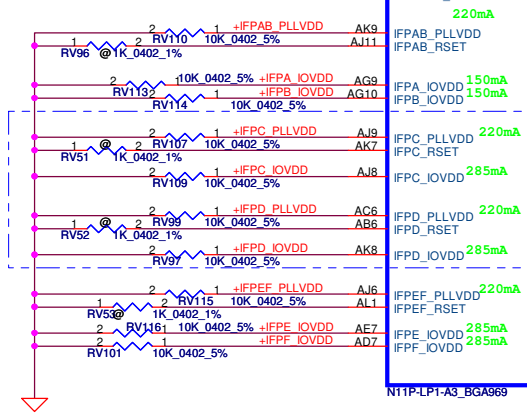 220mA
2 RV110 1 +IFPAB_PLLVDD AK9 IFPAB_PLLVDD
10K_0402_5%
AJ11 IFPAB_RSET
RV96 @ 1K_0402_1%
2 1 10K_0402_5% +IFPA_IOVDD AG9 IFPA_IOVDD 150mA
RV113 2 1 +IFPB_IOVDD AG10 IFPB_IOVDD 150mA
RV114 10K_0402_5%
2 1 +IFPC_PLLVDD AJ9 IFPC_PLLVDD 220mA
RV107 10K_0402_5% AK7 IFPC_RSET
RV51 @ 1K_0402_1%
2 1 +IFPC_IOVDD AJ8 IFPC_IOVDD 285mA
RV109 10K_0402_5%
2 1 +IFPD_PLLVDD AC6 IFPD_PLLVDD 220mA
RV99 10K_0402_5% AB6 IFPD_RSET
RV52 @ 1K_0402_1%
2 1 +IFPD_IOVDD AK8 IFPD_IOVDD 285mA
RV97 10K_0402_5%
2 1 +IFPEF_PLLVDD AJ6 IFPEF_PLLVDD 220mA
1 2 RV115 10K_0402_5% AL1 IFPEF_RSET
RV53 @ 1K_0402_1%
2 RV116 1 10K_0402_5% +IFPE_IOVDD AE7 IFPE_IOVDD 285mA
2 1 +IFPF_IOVDD AD7 IFPF_IOVDD 285mA
RV101 10K_0402_5%
N11P-LP1-A3_BGA969